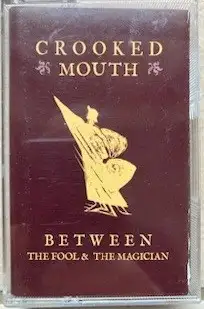 CROOKED
MOUTH
BETWEEN
THE FOOL & THE MAGICIAN